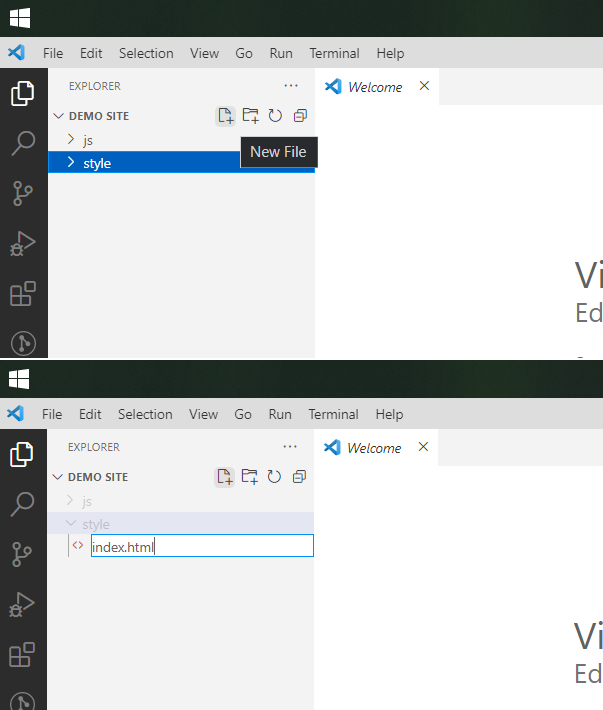 File Edit Selection View Go Run Terminal Help
EXPLORER ··· Welcome ×
DEMO SITE
js
New File
style
Vi
Ed
File Edit Selection View Go Run Terminal Help
EXPLORER ··· Welcome ×
DEMO SITE
js
style
<> index.html
Vi
Ed